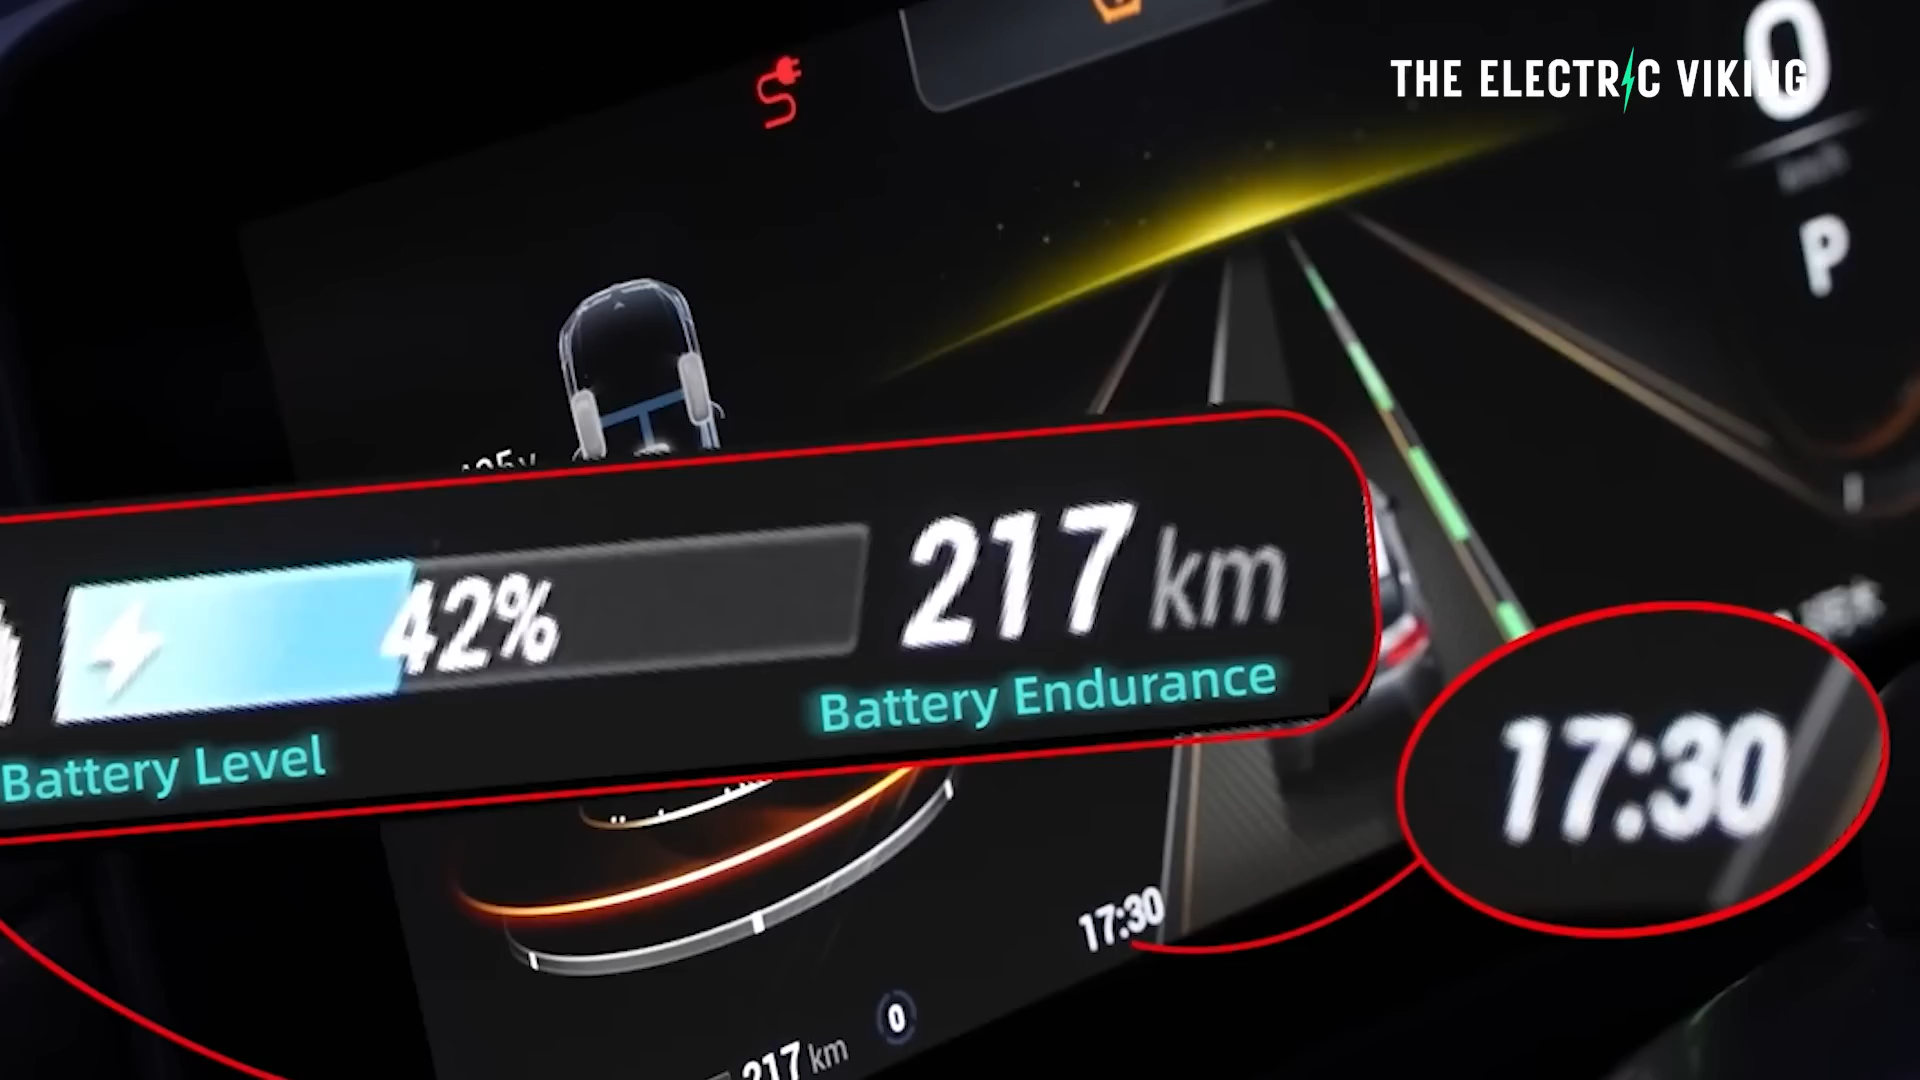 THE ELECTRIC VIKING
0
P
42%
217 km
Battery Endurance
Battery Level
17:30
17:30
0
217 km